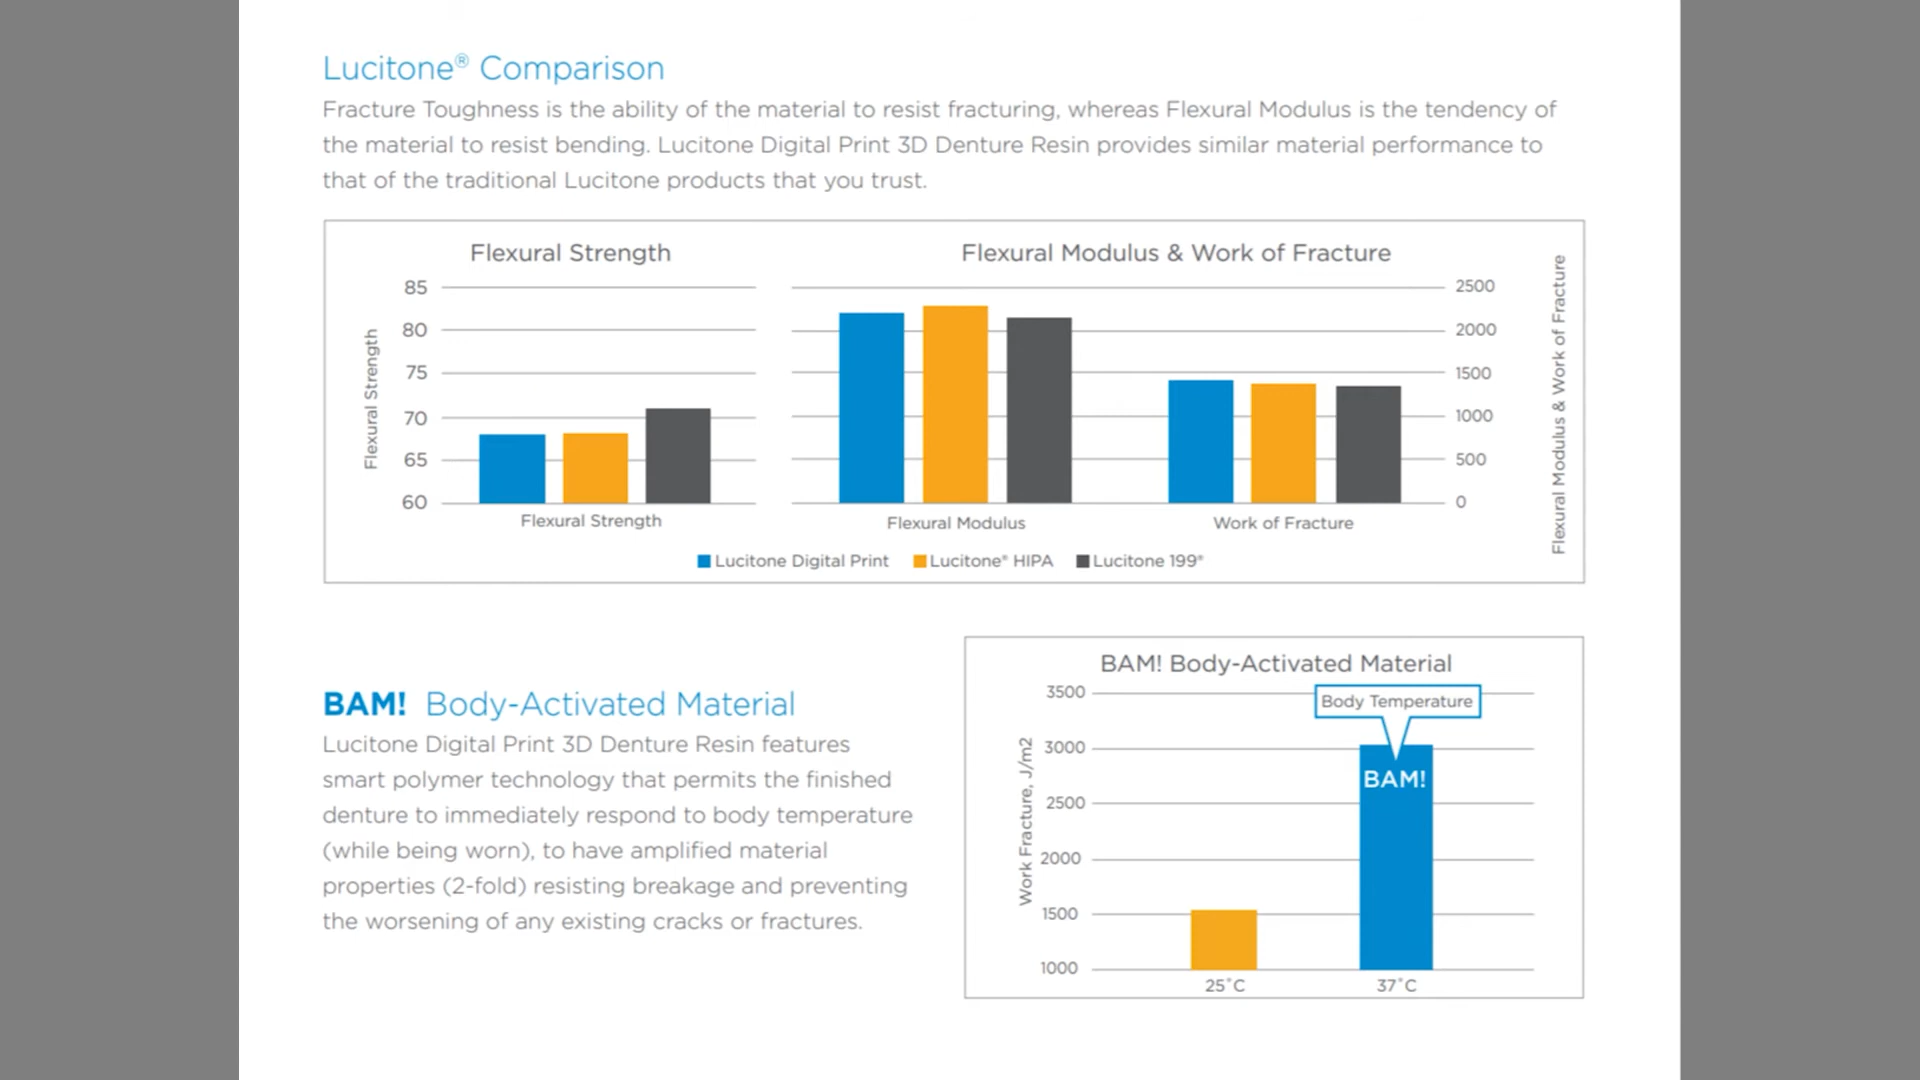 Lucitone® Comparison
Fracture Toughness is the ability of the material to resist fracturing, whereas Flexural Modulus is the tendency of
the material to resist bending. Lucitone Digital Print 3D Denture Resin provides similar material performance to
that of the traditional Lucitone products that you trust.
Flexural Strength
Flexural Strength
85
80
75
70
65
60
Flexural Strength
Flexural Modulus & Work of Fracture
2500
2000
1500
1000
500
0
Flexural Modulus & Work of Fracture
Flexural Modulus
Work of Fracture
Lucitone Digital Print
Lucitone® HIPA
Lucitone 199®
BAM! Body-Activated Material
Lucitone Digital Print 3D Denture Resin features
smart polymer technology that permits the finished
denture to immediately respond to body temperature
(while being worn), to have amplified material
properties (2-fold) resisting breakage and preventing
the worsening of any existing cracks or fractures.
BAM! Body-Activated Material
Work Fracture, J/m2
3500
3000
2500
2000
1500
1000
Body Temperature
BAM!
25˚C
37˚C